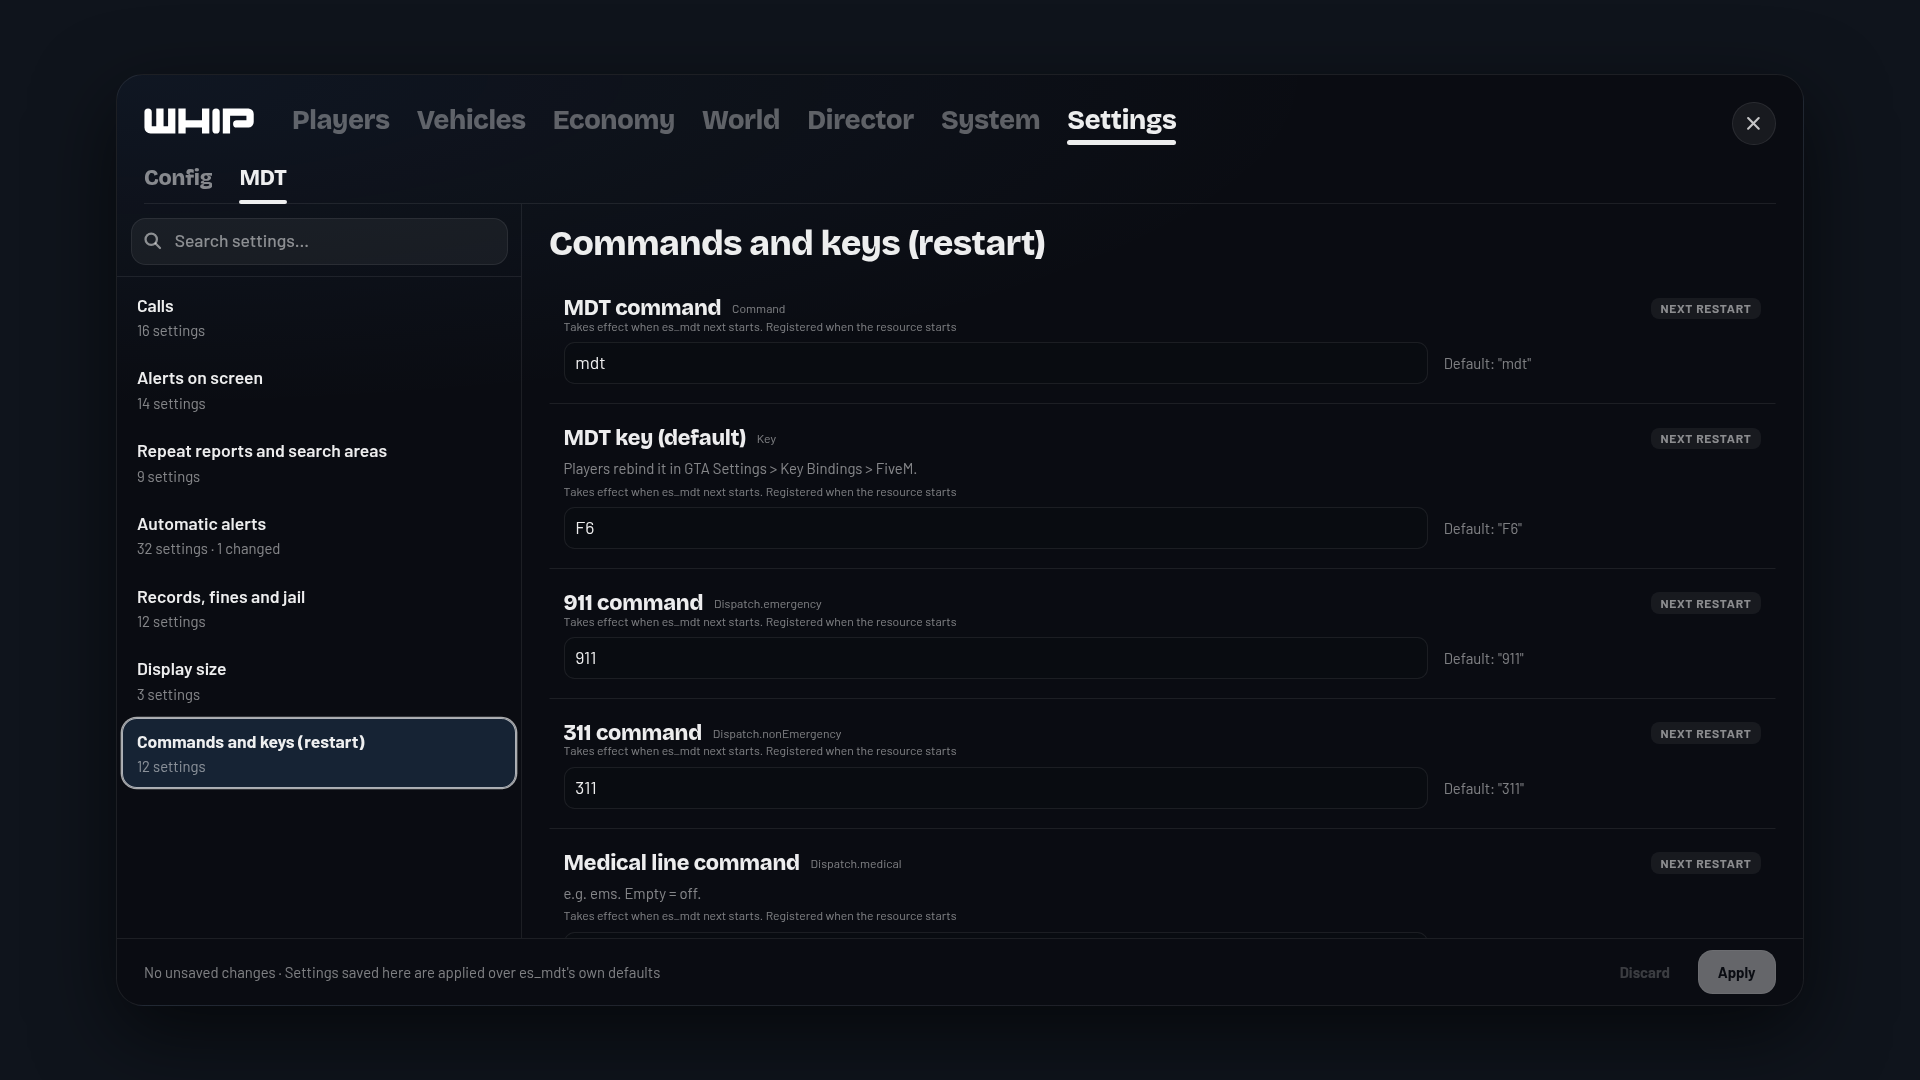 WHIP
Players Vehicles Economy World Director System Settings
Config MDT
Search settings...
Calls
16 settings
Alerts on screen
14 settings
Repeat reports and search areas
9 settings
Automatic alerts
32 settings · 1 changed
Records, fines and jail
12 settings
Display size
3 settings
Commands and keys (restart)
12 settings
Commands and keys (restart)
MDT command Command NEXT RESTART
Takes effect when es_mdt next starts. Registered when the resource starts
mdt Default: "mdt"
MDT key (default) Key NEXT RESTART
Players rebind it in GTA Settings > Key Bindings > FiveM.
Takes effect when es_mdt next starts. Registered when the resource starts
F6 Default: "F6"
911 command Dispatch.emergency NEXT RESTART
Takes effect when es_mdt next starts. Registered when the resource starts
911 Default: "911"
311 command Dispatch.nonEmergency NEXT RESTART
Takes effect when es_mdt next starts. Registered when the resource starts
311 Default: "311"
Medical line command Dispatch.medical NEXT RESTART
e.g. ems. Empty = off.
Takes effect when es_mdt next starts. Registered when the resource starts
No unsaved changes · Settings saved here are applied over es_mdt's own defaults
Discard Apply